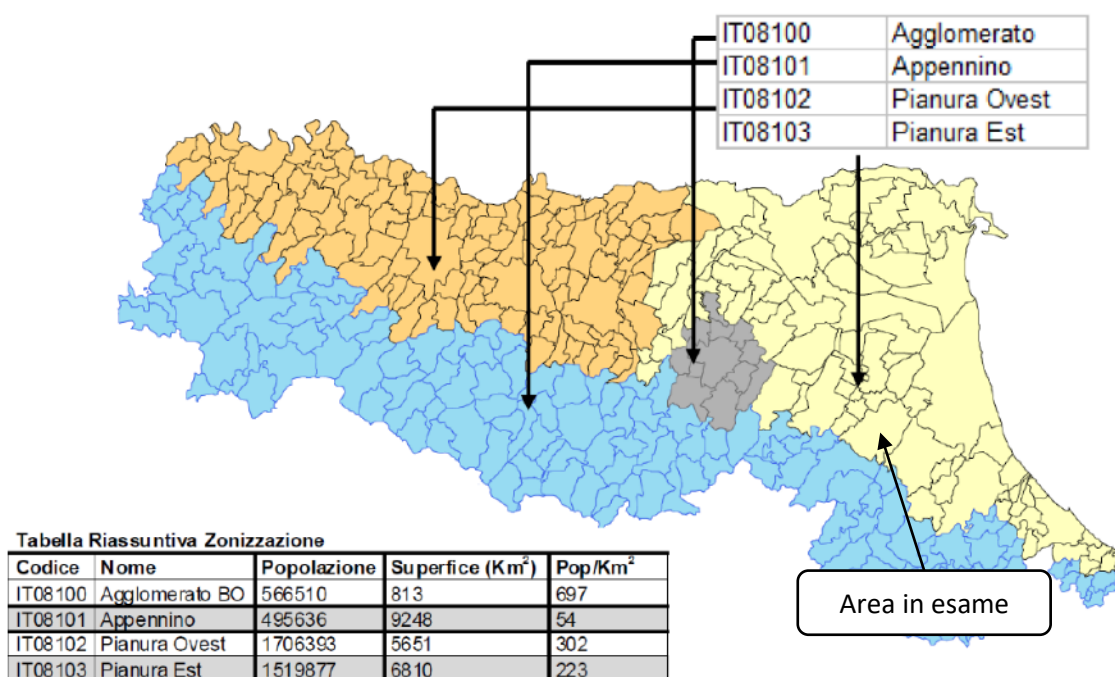 IT08100 Agglomerato
IT08101 Appennino
IT08102 Pianura Ovest
IT08103 Pianura Est
Area in esame
Tabella Riassuntiva Zonizzazione
Codice Nome Popolazione Superfice (Km²) Pop/Km²
IT08100 Agglomerato BO 566510 813 697
IT08101 Appennino 495636 9248 54
IT08102 Pianura Ovest 1706393 5651 302
IT08103 Pianura Est 1519877 6810 223